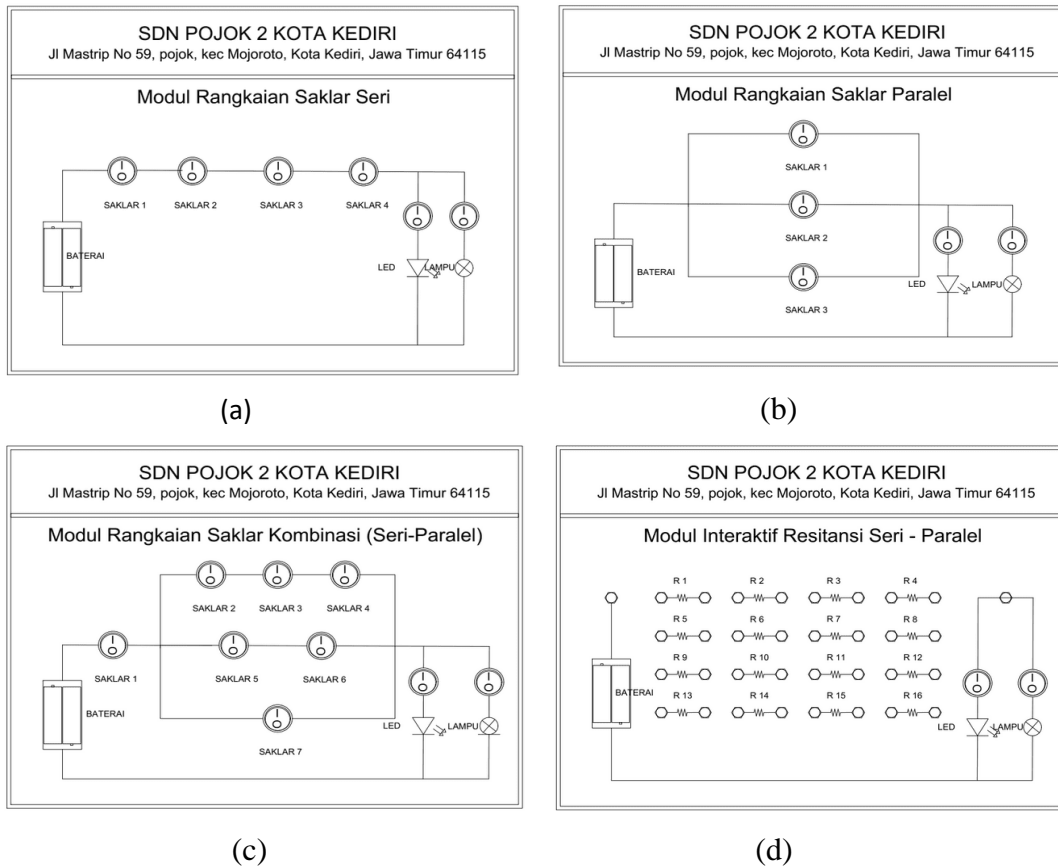 SDN POJOK 2 KOTA KEDIRI
Jl Mastrip No 59, pojok, kec Mojoroto, Kota Kediri, Jawa Timur 64115
Modul Rangkaian Saklar Seri
SAKLAR 1 SAKLAR 2 SAKLAR 3 SAKLAR 4
BATERAI LED LAMPU
(a)
SDN POJOK 2 KOTA KEDIRI
Jl Mastrip No 59, pojok, kec Mojoroto, Kota Kediri, Jawa Timur 64115
Modul Rangkaian Saklar Paralel
SAKLAR 1
SAKLAR 2
BATERAI LED LAMPU
SAKLAR 3
(b)
SDN POJOK 2 KOTA KEDIRI
Jl Mastrip No 59, pojok, kec Mojoroto, Kota Kediri, Jawa Timur 64115
Modul Rangkaian Saklar Kombinasi (Seri-Paralel)
SAKLAR 2 SAKLAR 3 SAKLAR 4
SAKLAR 1 SAKLAR 5 SAKLAR 6
BATERAI LED LAMPU
SAKLAR 7
(c)
SDN POJOK 2 KOTA KEDIRI
Jl Mastrip No 59, pojok, kec Mojoroto, Kota Kediri, Jawa Timur 64115
Modul Interaktif Resitansi Seri - Paralel
R 1 R 2 R 3 R 4
R 5 R 6 R 7 R 8
R 9 R 10 R 11 R 12
BATERAI
R 13 R 14 R 15 R 16
LED LAMPU
(d)